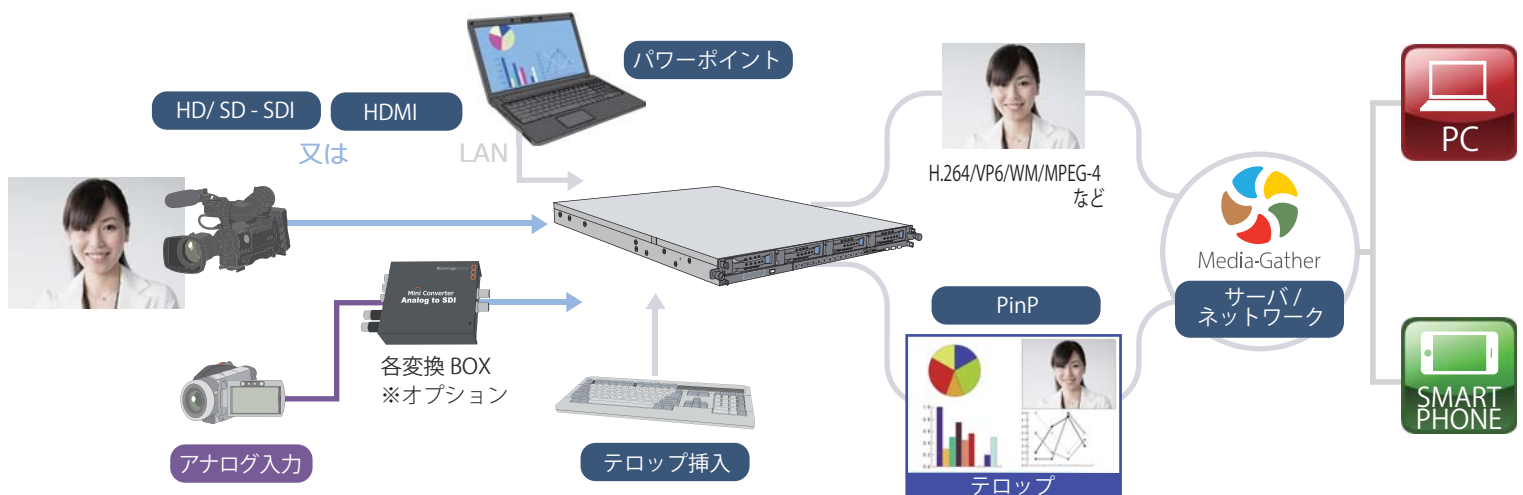 パワーポイント
HD/ SD - SDI
HDMI
又は
LAN
H.264/VP6/WM/MPEG-4
など
PC
Media-Gather
サーバ /
ネットワーク
Mini Converter
Analog to SDI
各変換 BOX
※オプション
PinP
SMART
PHONE
アナログ入力
テロップ挿入
テロップ